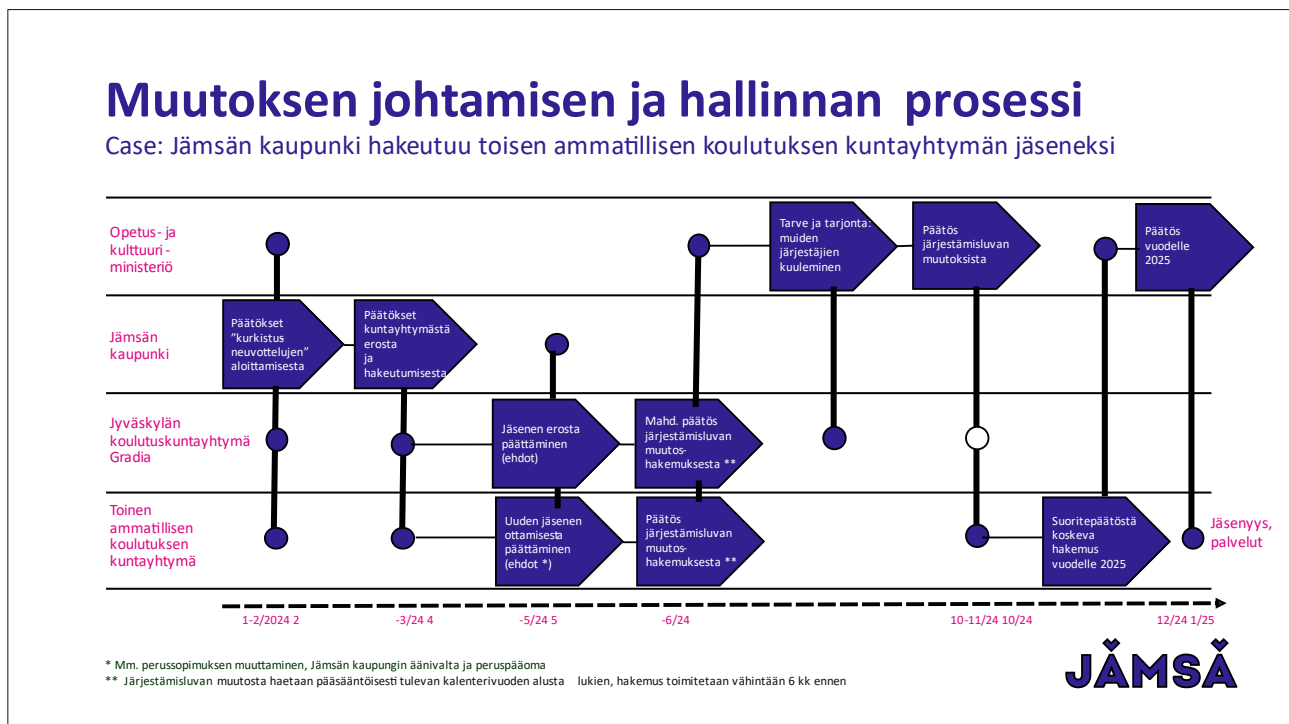 Muutoksen johtamisen ja hallinnan prosessi
Case: Jämsän kaupunki hakeutuu toisen ammatillisen koulutuksen kuntayhtymän jäseneksi
Opetus- ja
kulttuuri-
ministeriö
Tarve ja tarjonta:
muiden
järjestäjien
kuuleminen
Päätös
järjestämisluvan
muutoksista
Päätös
vuodelle
2025
Jämsän
kaupunki
Päätökset
”kurkistus
neuvottelujen”
aloittamisesta
Päätökset
kuntayhtymästä
erosta
ja
hakeutumisesta
Jyväskylän
koulutuskuntayhtymä
Gradia
Jäsenen erosta
päättäminen
(ehdot)
Mahd. päätös
järjestämisluvan
muutos-
hakemuksesta **
Toinen
ammatillisen
koulutuksen
kuntayhtymä
Uuden jäsenen
ottamisesta
päättäminen
(ehdot *)
Päätös
järjestämisluvan
muutos-
hakemuksesta **
Suoritepäätöstä
koskeva
hakemus
vuodelle 2025
Jäsenyys,
palvelut
1-2/2024 2
-3/24 4
-5/24 5
-6/24
10-11/24 10/24
12/24 1/25
* Mm. perussopimuksen muuttaminen, Jämsän kaupungin äänivalta ja peruspääoma
** Järjestämisluvan muutosta haetaan pääsääntöisesti tulevan kalenterivuoden alusta lukien, hakemus toimitetaan vähintään 6 kk ennen
JÄMSÄ